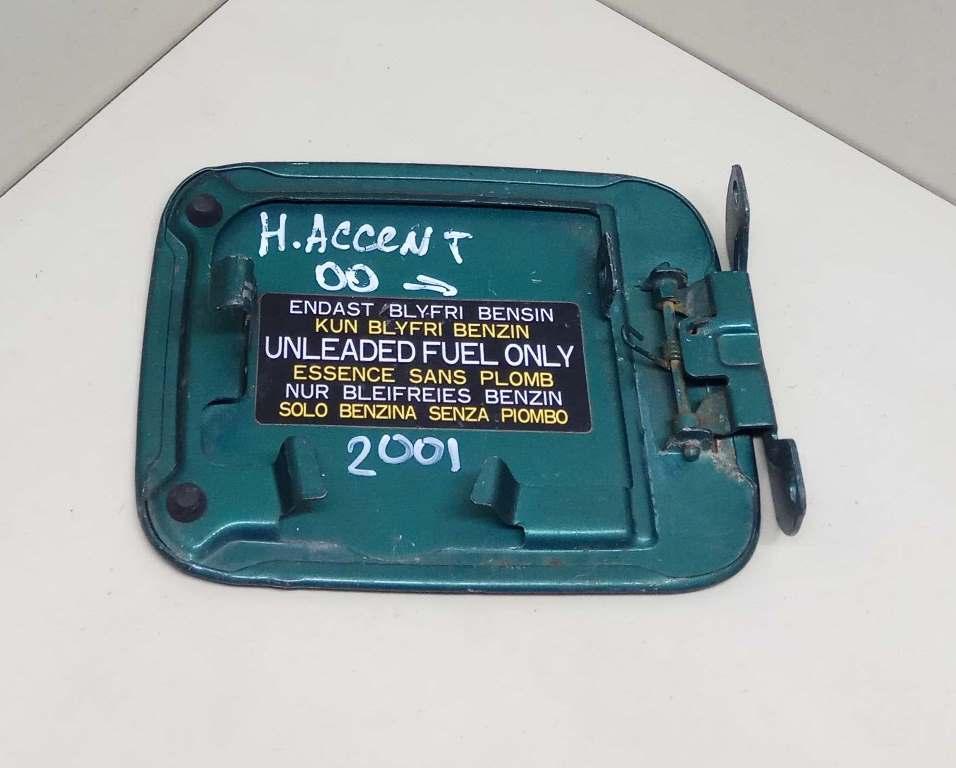 H. ACCENT
00 →
ENDAST BLYFRI BENSIN
KUN BLYFRI BENZIN
UNLEADED FUEL ONLY
ESSENCE SANS PLOMB
NUR BLEIFREIES BENZIN
SOLO BENZINA SENZA PIOMBO
2001